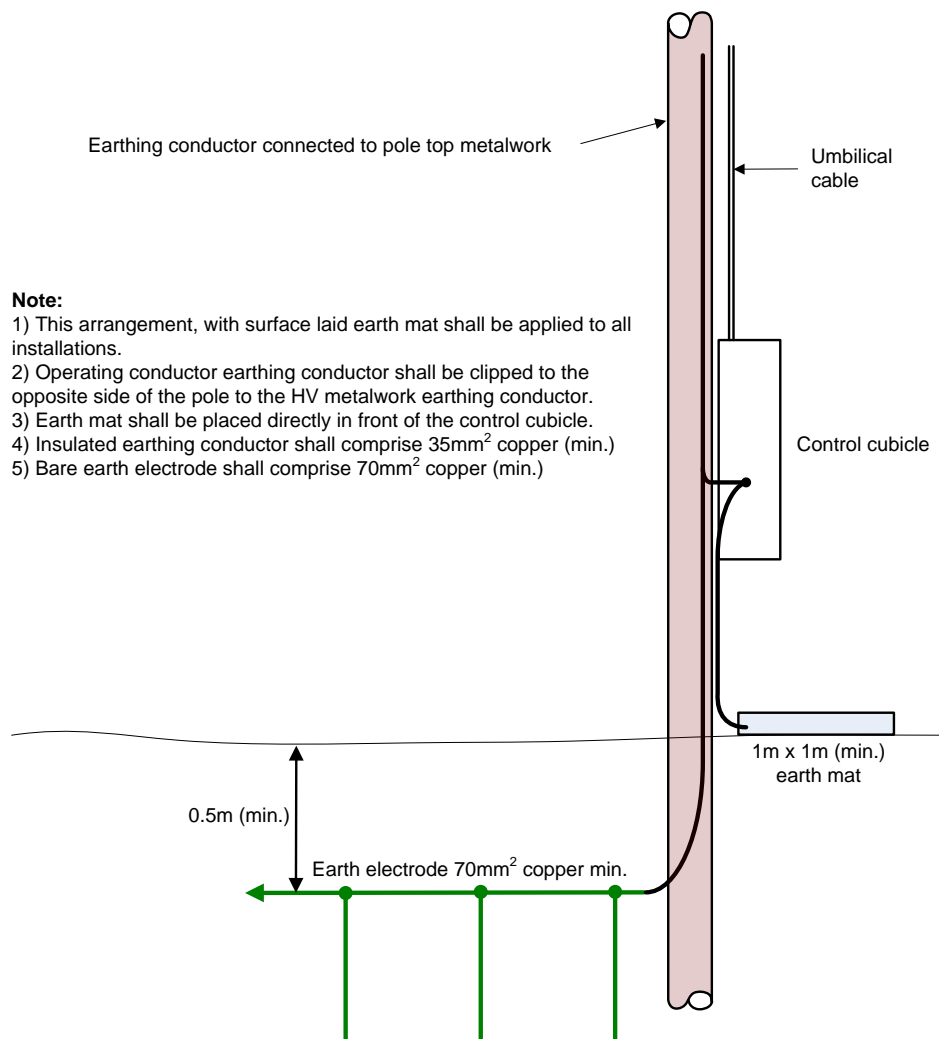 Earthing conductor connected to pole top metalwork
Umbilical
cable
Note:
1) This arrangement, with surface laid earth mat shall be applied to all
installations.
2) Operating conductor earthing conductor shall be clipped to the
opposite side of the pole to the HV metalwork earthing conductor.
3) Earth mat shall be placed directly in front of the control cubicle.
4) Insulated earthing conductor shall comprise 35mm² copper (min.)
5) Bare earth electrode shall comprise 70mm² copper (min.)
Control cubicle
1m x 1m (min.)
earth mat
0.5m (min.)
Earth electrode 70mm² copper min.